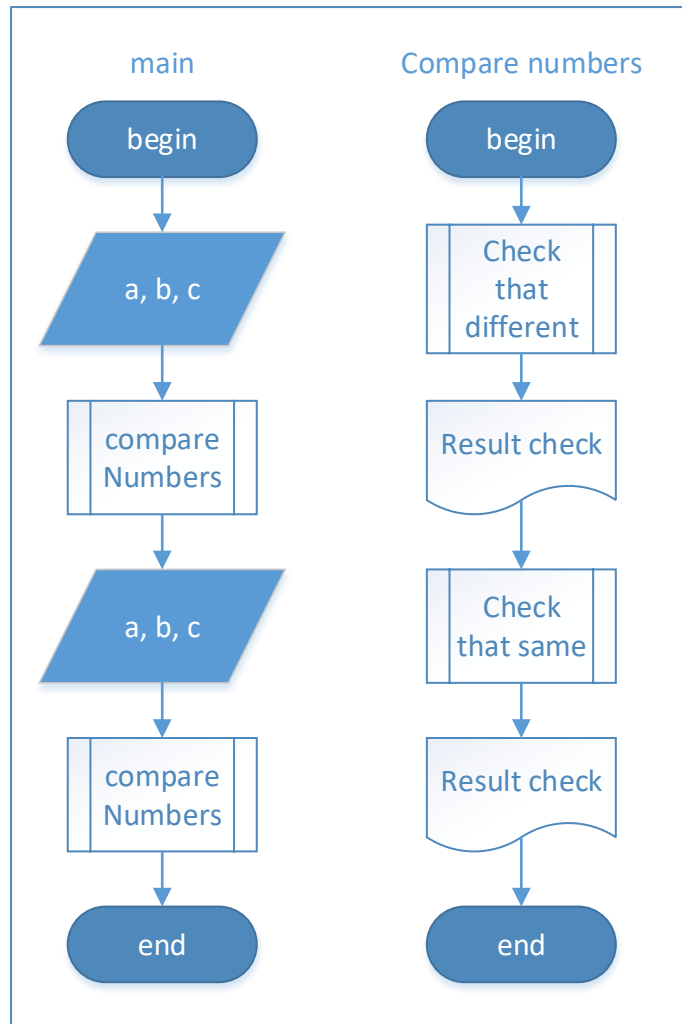 main
begin
a, b, c
compare
Numbers
a, b, c
compare
Numbers
end
Compare numbers
begin
Check
that
different
Result check
Check
that same
Result check
end